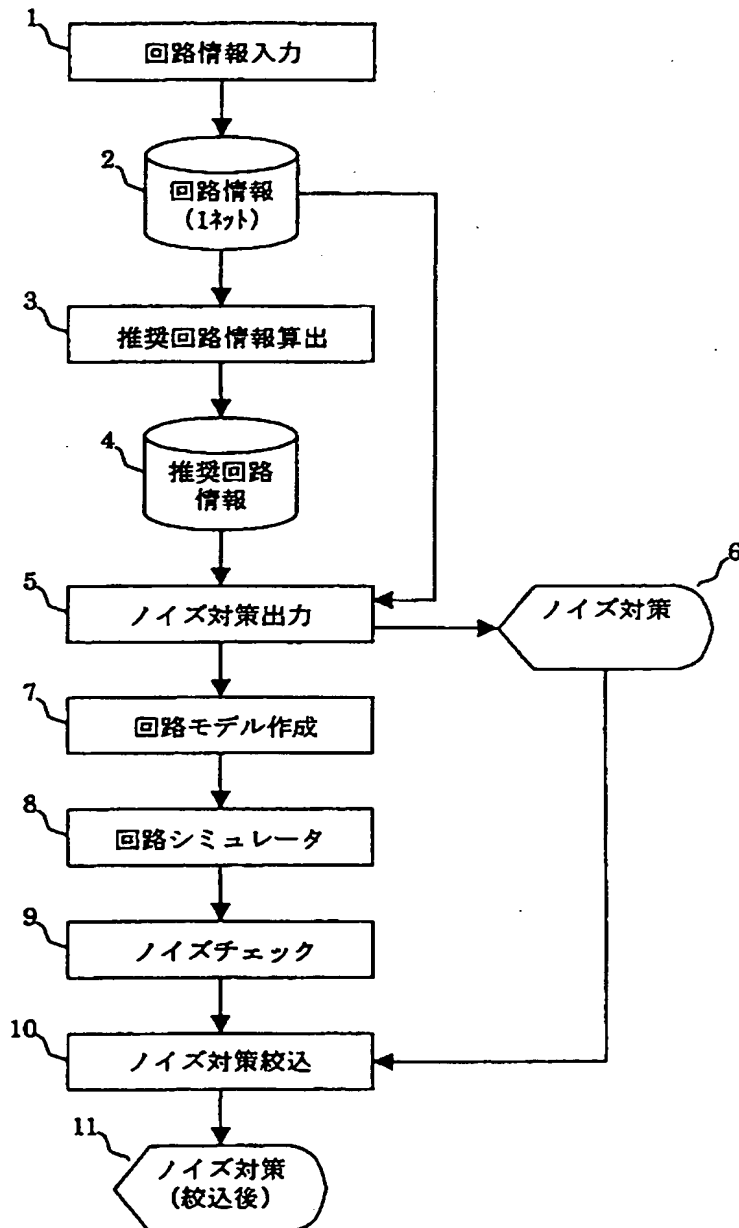 1
回路情報入力
2
回路情報
(1ネット)
3
推奨回路情報算出
4
推奨回路
情報
5
ノイズ対策出力
6
ノイズ対策
7
回路モデル作成
8
回路シミュレータ
9
ノイズチェック
10
ノイズ対策絞込
11
ノイズ対策
(絞込後)